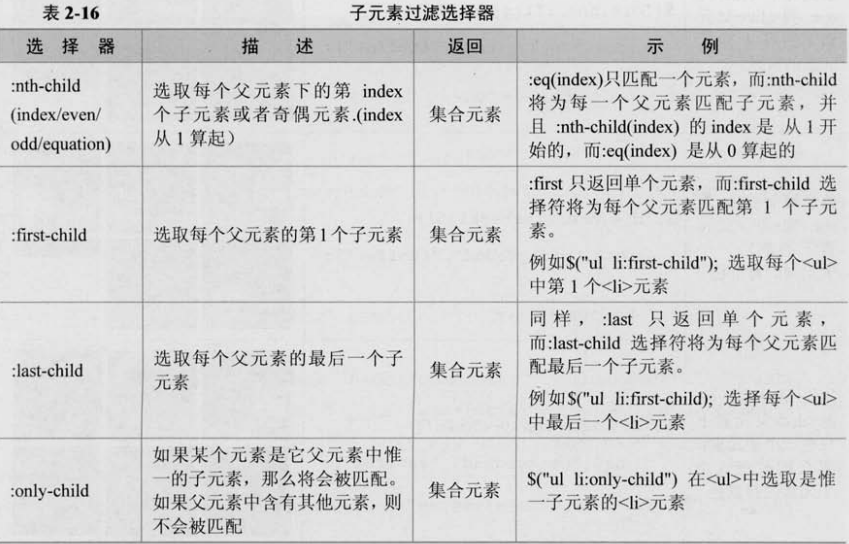 表 2-16 子元素过滤选择器
选 择 器 描 述 返回 示 例
:nth-child
(index/even/
odd/equation)
选取每个父元素下的第 index
个子元素或者奇偶元素.(index
从 1 算起）
集合元素
:eq(index)只匹配一个元素，而:nth-child
将为每一个父元素匹配子元素，并
且 :nth-child(index) 的 index 是 从 1 开
始的，而:eq(index) 是从 0 算起的
:first-child
选取每个父元素的第 1 个子元素
集合元素
:first 只返回单个元素，而:first-child 选
择符将为每个父元素匹配第 1 个子元
素。
例如$("ul li:first-child"); 选取每个<ul>
中第 1 个<li>元素
:last-child
选取每个父元素的最后一个子
元素
集合元素
同样，:last 只返回单个元素，
而:last-child 选择符将为每个父元素匹
配最后一个子元素。
例如$("ul li:first-child); 选择每个<ul>
中最后一个<li>元素
:only-child
如果某个元素是它父元素中惟
一的子元素，那么将会被匹配。
如果父元素中含有其他元素，则
不会被匹配
集合元素
$("ul li:only-child") 在<ul>中选取是惟
一子元素的<li>元素